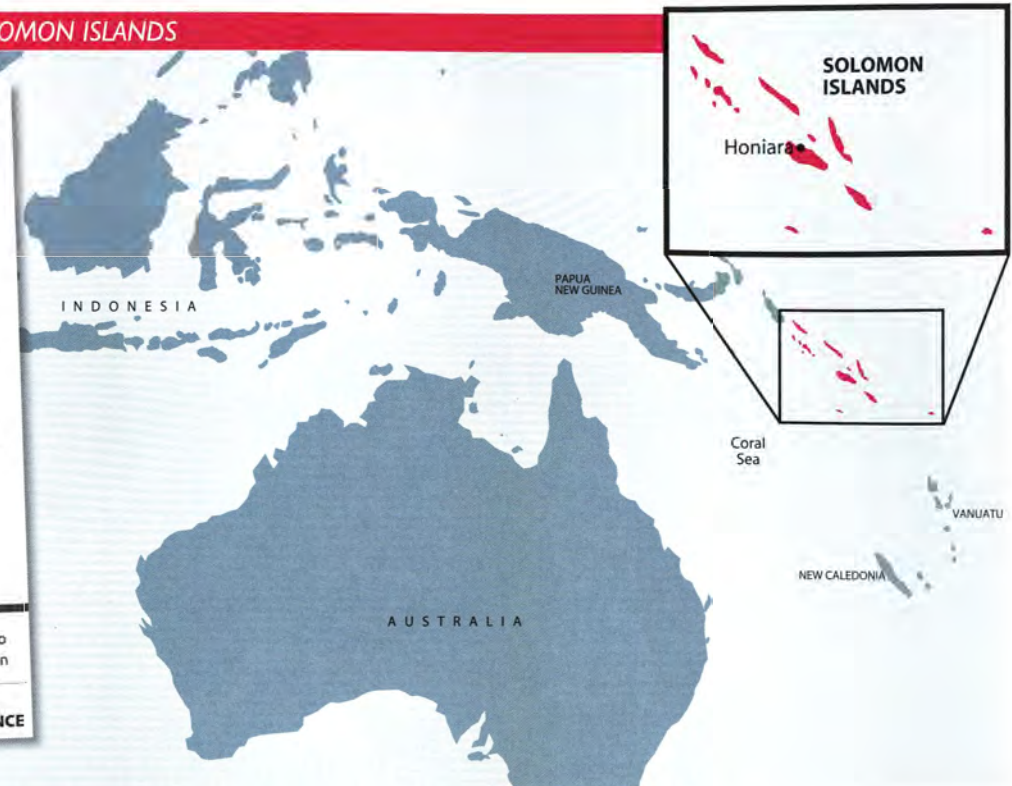 OMON ISLANDS
SOLOMON
ISLANDS
Honiara
PAPUA
NEW GUINEA
INDONESIA
Coral
Sea
VANUATU
NEW CALEDONIA
AUSTRALIA
o
n
NCE